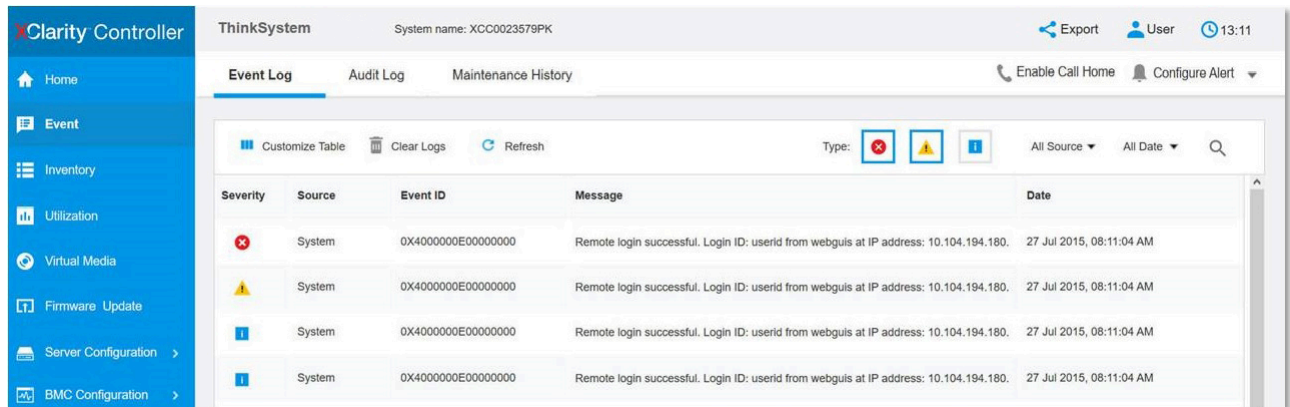 XClarity Controller
ThinkSystem System name: XCC0023579PK Export User 13:11
Home
Event Log Audit Log Maintenance History Enable Call Home Configure Alert
Event
Customize Table Clear Logs Refresh Type: All Source All Date
Inventory
Severity Source Event ID Message Date
Utilization
System 0X4000000E00000000 Remote login successful. Login ID: userid from webguis at IP address: 10.104.194.180. 27 Jul 2015, 08:11:04 AM
Virtual Media
System 0X4000000E00000000 Remote login successful. Login ID: userid from webguis at IP address: 10.104.194.180. 27 Jul 2015, 08:11:04 AM
Firmware Update
System 0X4000000E00000000 Remote login successful. Login ID: userid from webguis at IP address: 10.104.194.180. 27 Jul 2015, 08:11:04 AM
Server Configuration
System 0X4000000E00000000 Remote login successful. Login ID: userid from webguis at IP address: 10.104.194.180. 27 Jul 2015, 08:11:04 AM
BMC Configuration